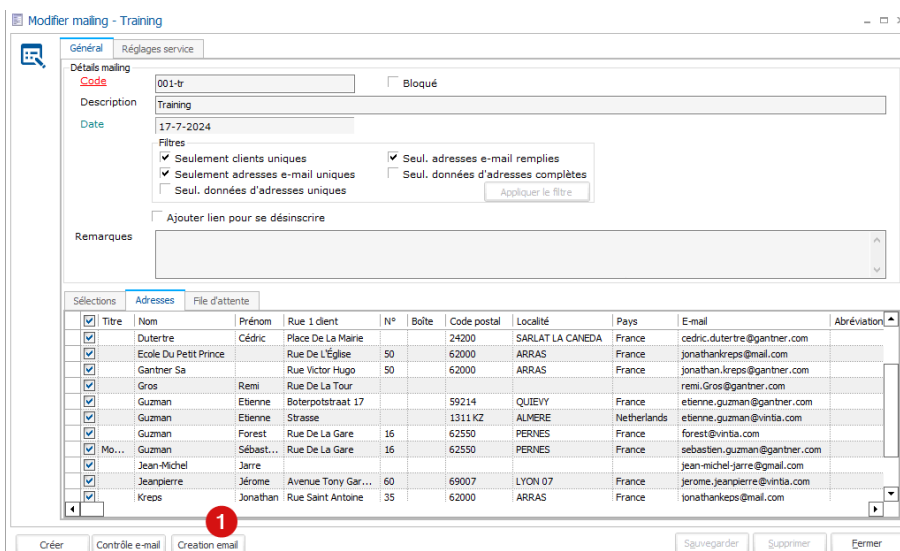 Modifier mailing - Training
Général Réglages service
Détails mailing
Code 001-tr Bloqué
Description Training
Date 17-7-2024
Filtres
Seulement clients uniques Seul. adresses e-mail remplies
Seulement adresses e-mail uniques Seul. données d'adresses complètes
Seul. données d'adresses uniques Appliquer le filtre
Ajouter lien pour se désinscrire
Remarques
Sélections Adresses File d'attente
Titre Nom Prénom Rue 1 client N° Boîte Code postal Localité Pays E-mail Abréviation
Dutertre Cédric Place De La Mairie 24200 SARLAT LA CANEDA France cedric.dutertre@gantner.com
Ecole Du Petit Prince Rue De L'Église 50 62000 ARRAS France jonathankreps@mail.com
Gantner Sa Rue Victor Hugo 50 62000 ARRAS France jonathan.kreps@gantner.com
Gros Remi Rue De La Tour remi.Gros@gantner.com
Guzman Etienne Boterpotstraat 17 59214 QUIEVY France etienne.guzman@gantner.com
Guzman Etienne Strasse 1311 KZ ALMERE Netherlands etienne.guzman@vintia.com
Guzman Forest Rue De La Gare 16 62550 PERNES France forest@vintia.com
Mo... Guzman Sébast... Rue De La Gare 16 62550 PERNES France sebastien.guzman@gantner.com
Jean-Michel Jarre jean-michel-jarre@gmail.com
Jeanpierre Jérôme Avenue Tony Gar... 60 69007 LYON 07 France jerome.jeanpierre@vintia.com
Kreps Jonathan Rue Saint Antoine 35 62000 ARRAS France jonathankreps@mail.com
1
Créer Contrôle e-mail Creation email Sauvegarder Supprimer Fermer